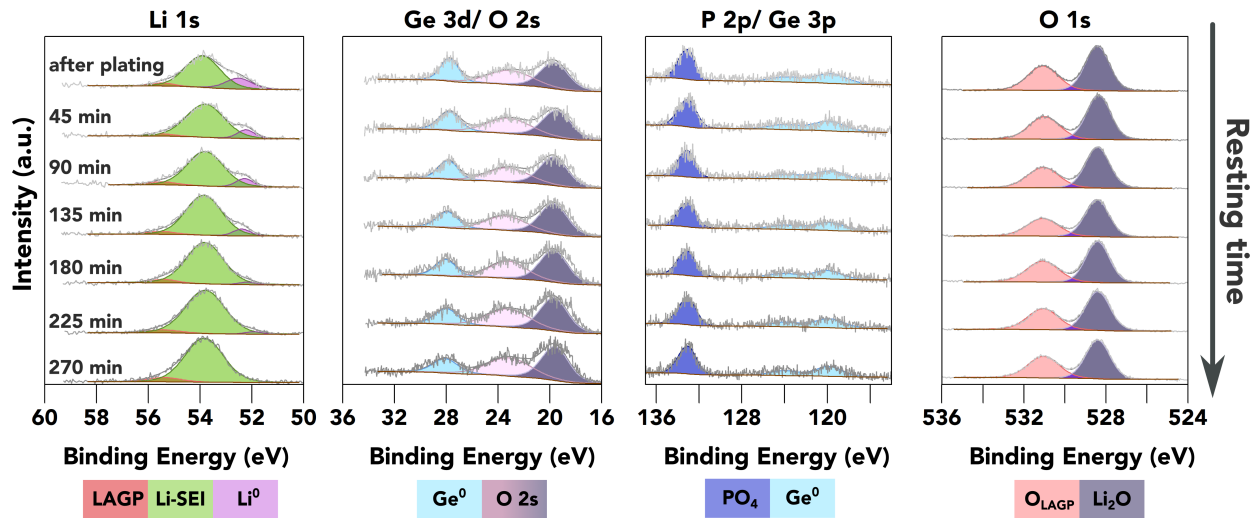 Li 1s
Ge 3d/ O 2s
P 2p/ Ge 3p
O 1s
Intensity (a.u.)
after plating
45 min
90 min
135 min
180 min
225 min
270 min
Resting time
60 58 56 54 52 50
36 32 28 24 20 16
136 128 120
536 532 528 524
Binding Energy (eV)
Binding Energy (eV)
Binding Energy (eV)
Binding Energy (eV)
LAGP Li-SEI Li⁰
Ge⁰ O 2s
PO₄ Ge⁰
O_LAGP Li₂O